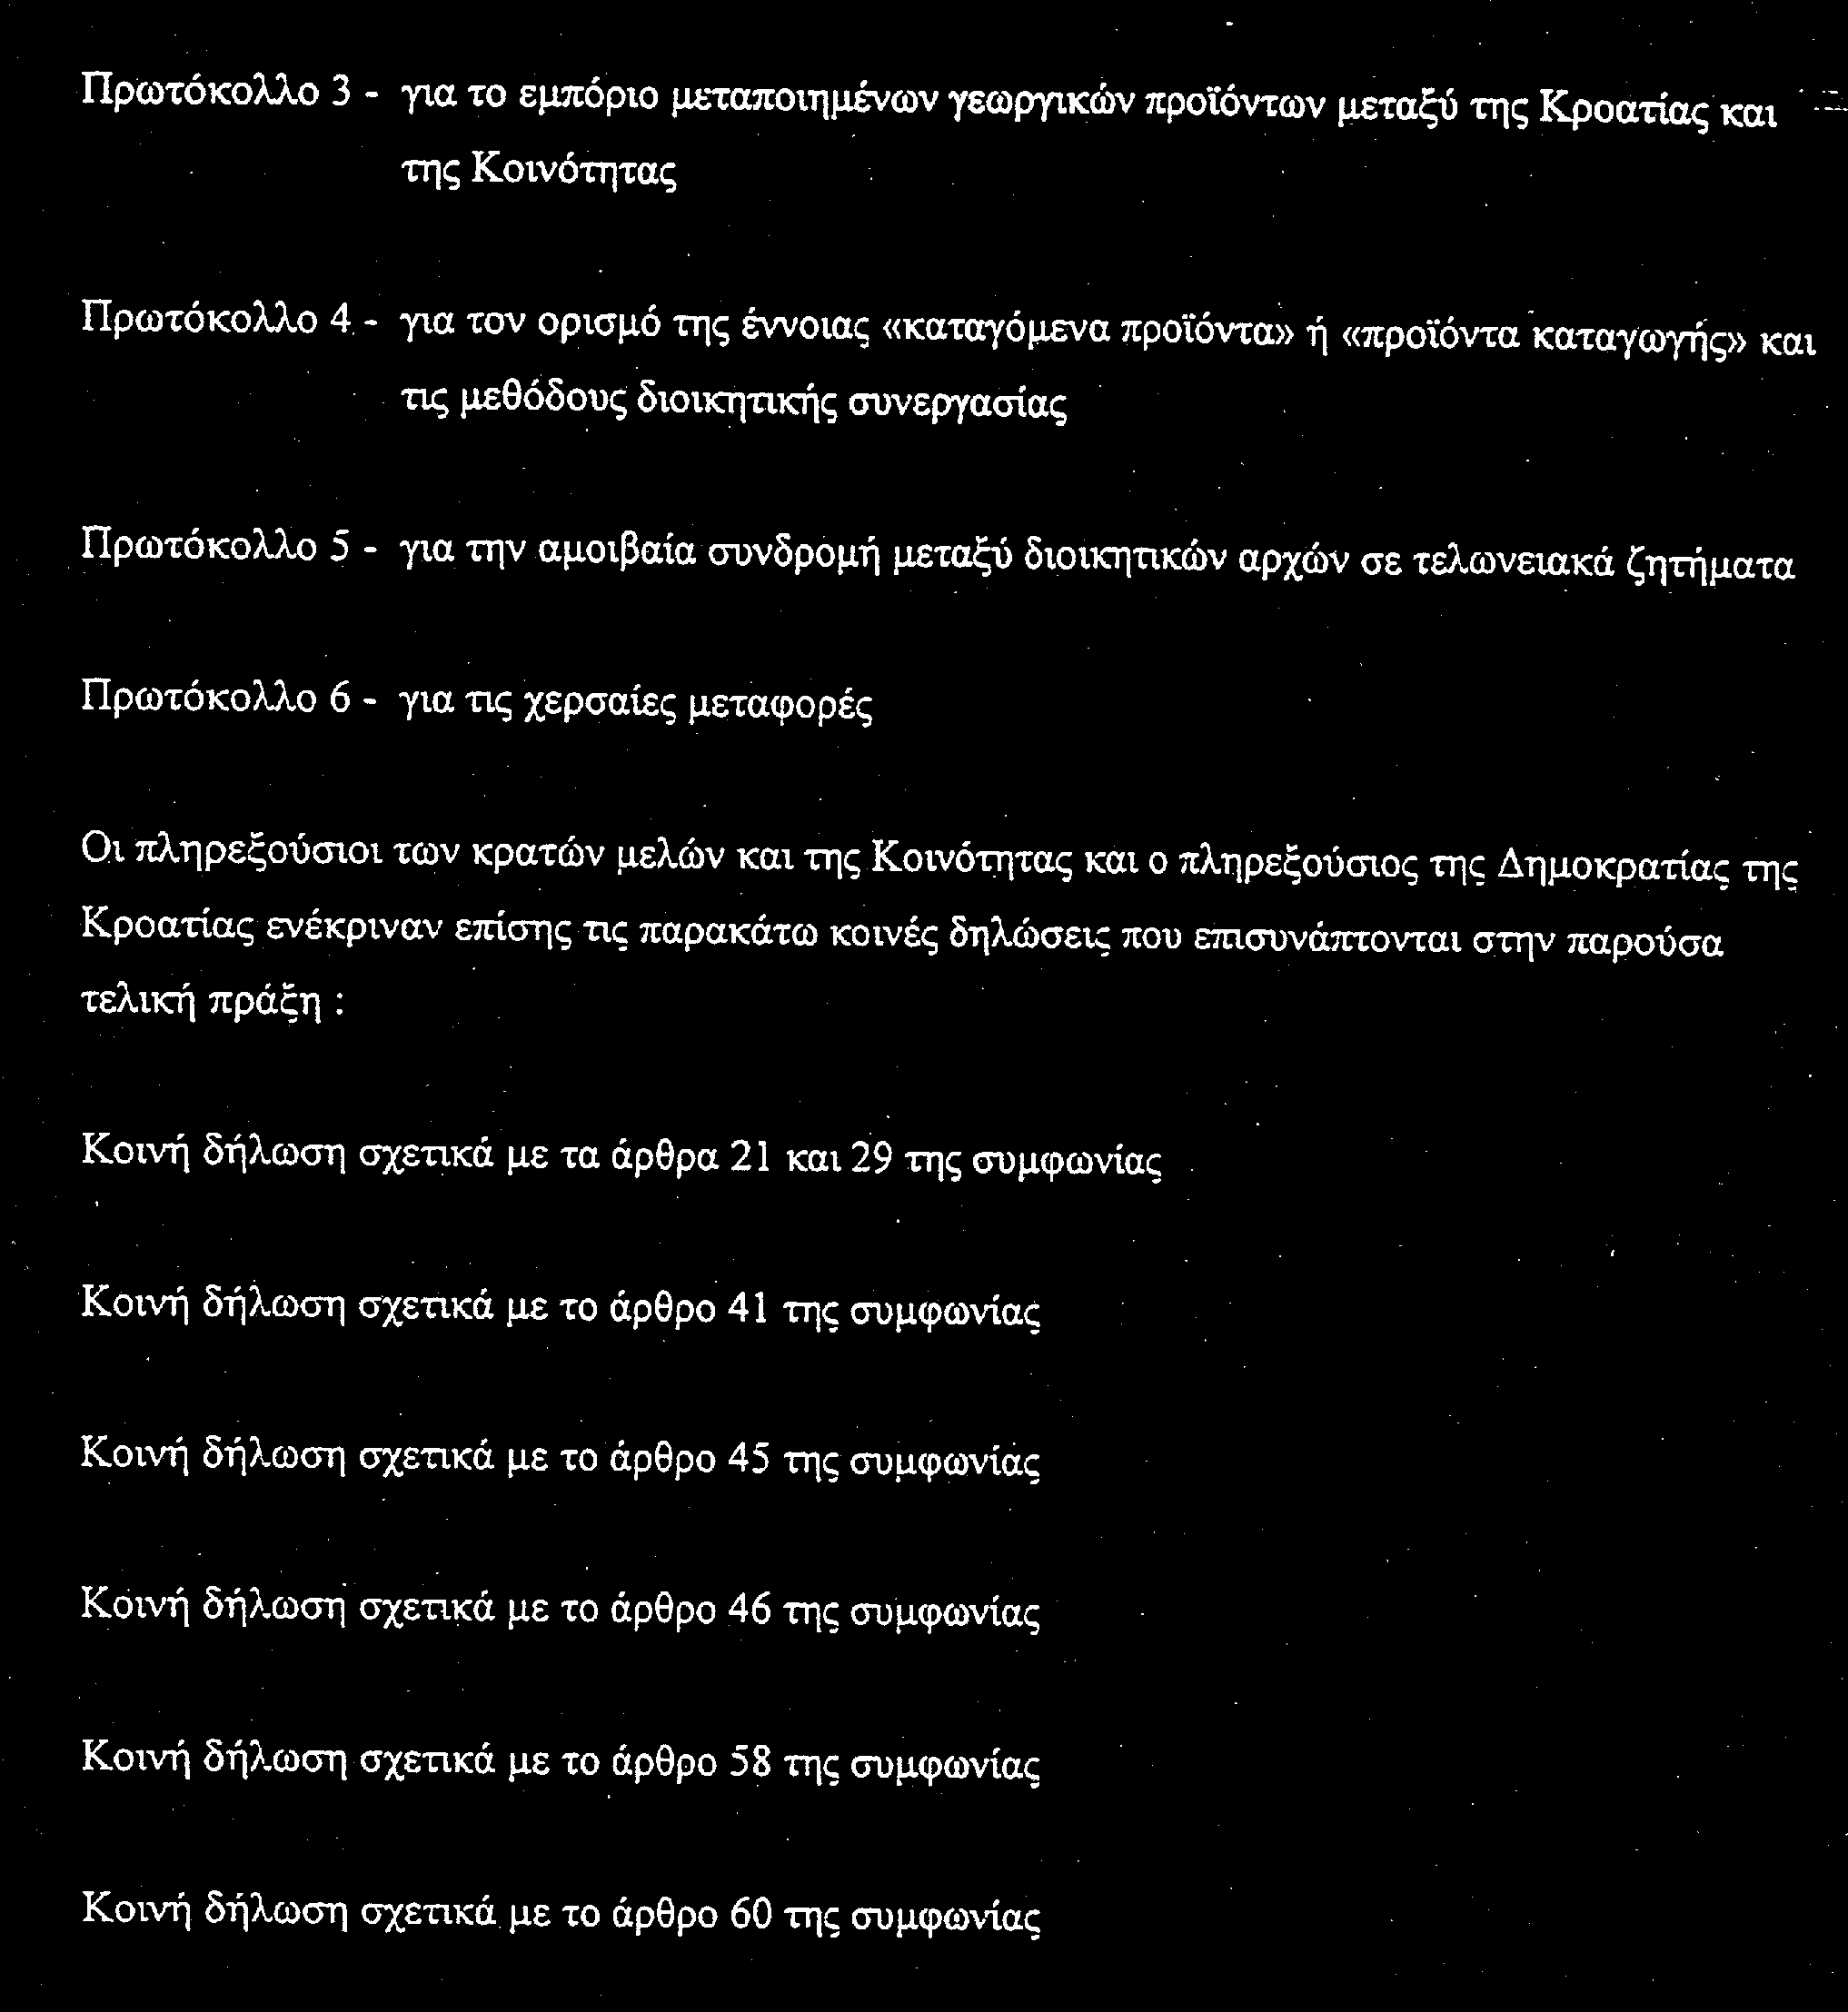 Πρωτόκολλο 3 - για το εμπόριο μεταποιημένων γεωργικών προϊόντων μεταξύ της Κροατίας και
της Κοινότητας
Πρωτόκολλο 4 - για τον ορισμό της έννοιας «καταγόμενα προϊόντα» ή «προϊόντα καταγωγής» και
τις μεθόδους διοικητικής συνεργασίας
Πρωτόκολλο 5 - για την αμοιβαία συνδρομή μεταξύ διοικητικών αρχών σε τελωνειακά ζητήματα
Πρωτόκολλο 6 - για τις χερσαίες μεταφορές
Οι πληρεξούσιοι των κρατών μελών και της Κοινότητας και ο πληρεξούσιος της Δημοκρατίας της
Κροατίας ενέκριναν επίσης τις παρακάτω κοινές δηλώσεις που επισυνάπτονται στην παρούσα
τελική πράξη :
Κοινή δήλωση σχετικά με τα άρθρα 21 και 29 της συμφωνίας
Κοινή δήλωση σχετικά με το άρθρο 41 της συμφωνίας
Κοινή δήλωση σχετικά με το άρθρο 45 της συμφωνίας
Κοινή δήλωση σχετικά με το άρθρο 46 της συμφωνίας
Κοινή δήλωση σχετικά με το άρθρο 58 της συμφωνίας
Κοινή δήλωση σχετικά με το άρθρο 60 της συμφωνίας